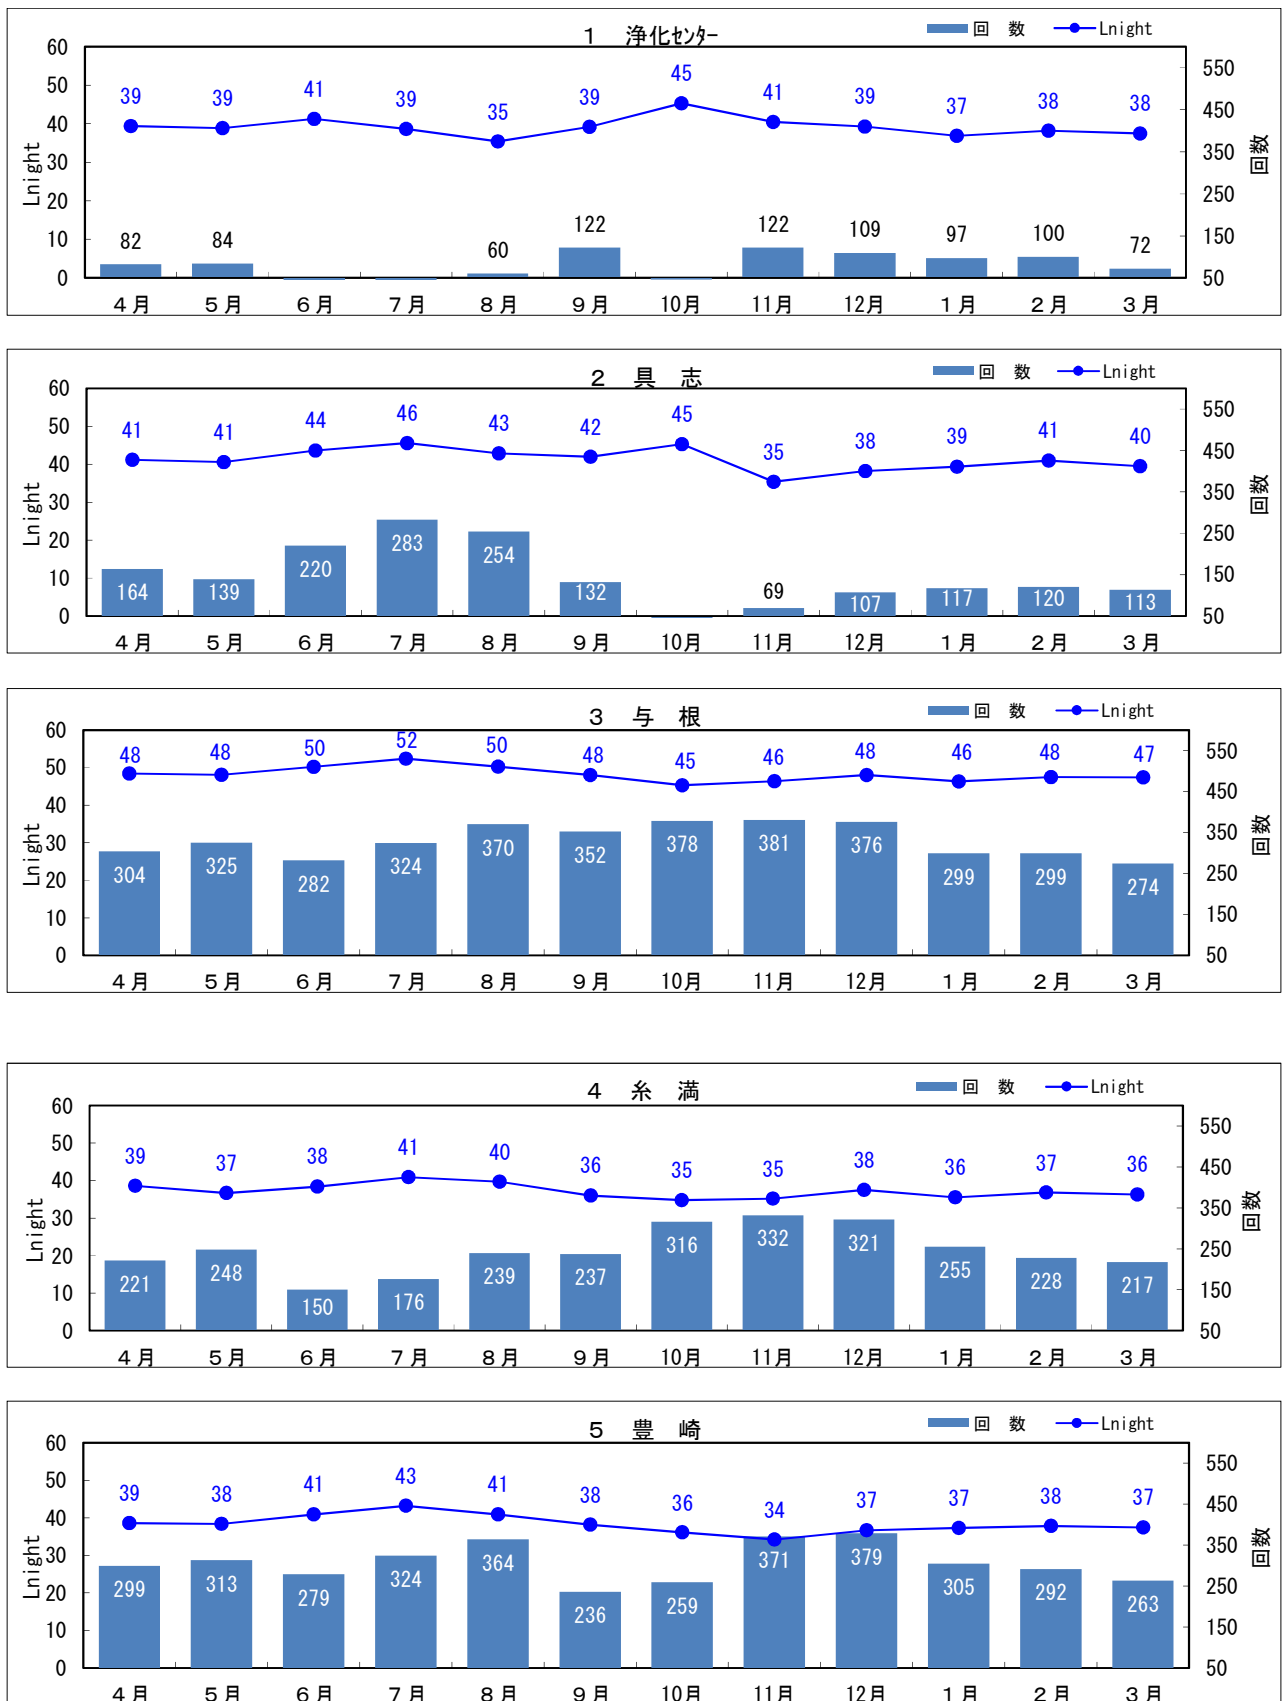 1　浄化ｾﾝﾀｰ
回　数　Lnight
Lnight
回数
60 50 40 30 20 10 0
550 450 350 250 150 50
39 39 41 39 35 39 45 41 39 37 38 38
82 84 60 122 122 109 97 100 72
４月 ５月 ６月 ７月 ８月 ９月 10月 11月 12月 １月 ２月 ３月
2　具　志
回　数　Lnight
Lnight
回数
60 50 40 30 20 10 0
550 450 350 250 150 50
41 41 44 46 43 42 45 35 38 39 41 40
164 139 220 283 254 132 69 107 117 120 113
４月 ５月 ６月 ７月 ８月 ９月 10月 11月 12月 １月 ２月 ３月
3　与　根
回　数　Lnight
Lnight
回数
60 50 40 30 20 10 0
550 450 350 250 150 50
48 48 50 52 50 48 45 46 48 46 48 47
304 325 282 324 370 352 378 381 376 299 299 274
４月 ５月 ６月 ７月 ８月 ９月 10月 11月 12月 １月 ２月 ３月
4　糸　満
回　数　Lnight
Lnight
回数
60 50 40 30 20 10 0
550 450 350 250 150 50
39 37 38 41 40 36 35 35 38 36 37 36
221 248 150 176 239 237 316 332 321 255 228 217
４月 ５月 ６月 ７月 ８月 ９月 10月 11月 12月 １月 ２月 ３月
5　豊　崎
回　数　Lnight
Lnight
回数
60 50 40 30 20 10 0
550 450 350 250 150 50
39 38 41 43 41 38 36 34 37 37 38 37
299 313 279 324 364 236 259 371 379 305 292 263
４月 ５月 ６月 ７月 ８月 ９月 10月 11月 12月 １月 ２月 ３月